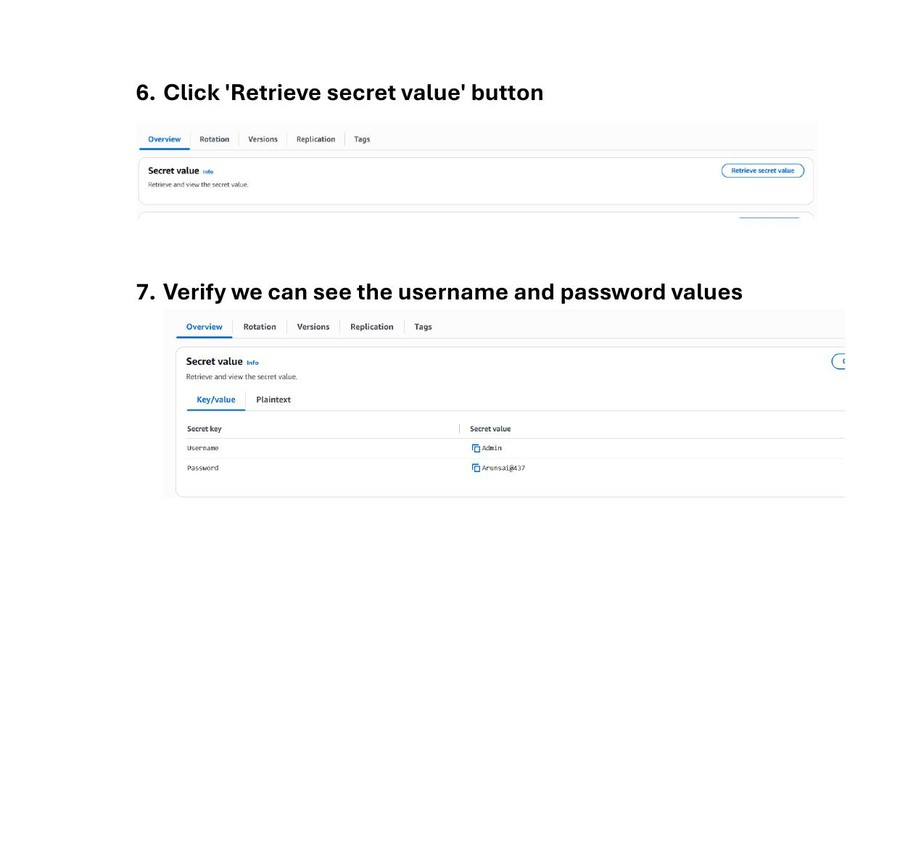 6. Click 'Retrieve secret value' button
Overview Rotation Versions Replication Tags
Secret value Info Retrieve secret value
Retrieve and view the secret value.
7. Verify we can see the username and password values
Overview Rotation Versions Replication Tags
Secret value Info
Retrieve and view the secret value.
Key/value Plaintext
Secret key Secret value
Username Admin
Password Arunsai@437